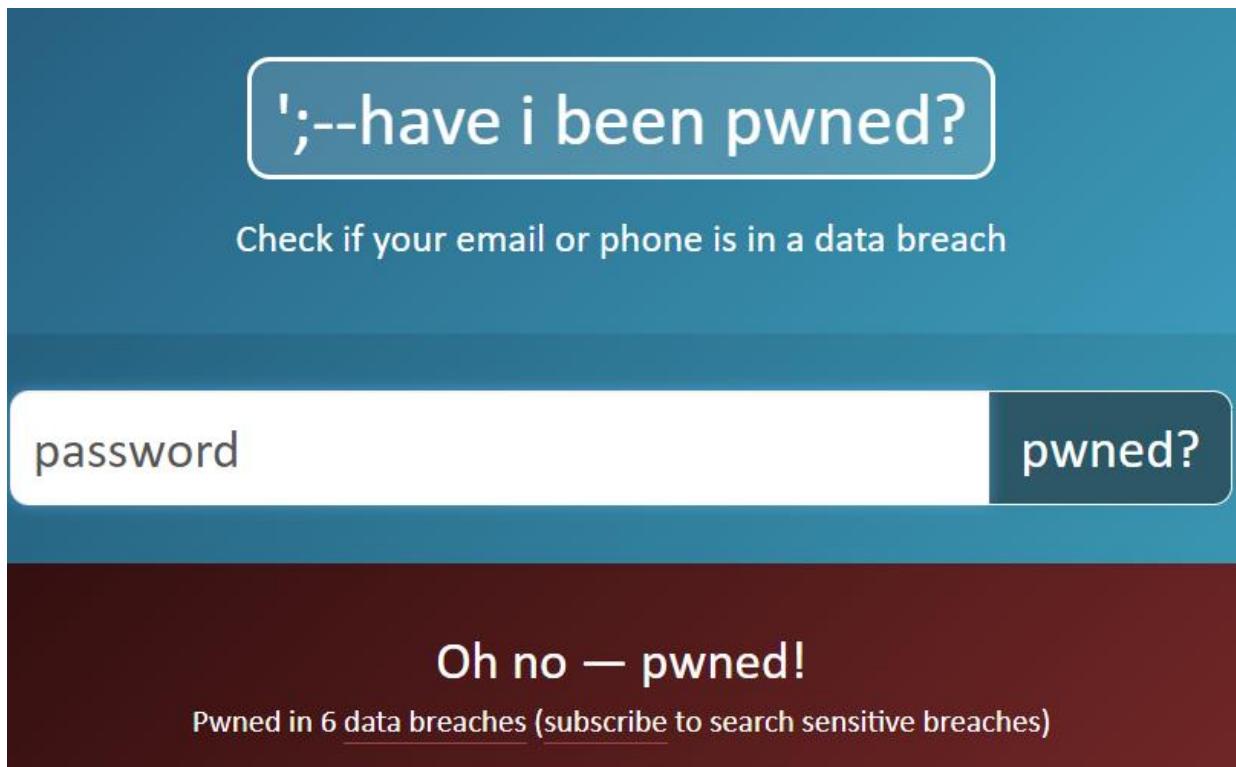 ';--have i been pwned?
Check if your email or phone is in a data breach
password
pwned?
Oh no — pwned!
Pwned in 6 data breaches (subscribe to search sensitive breaches)